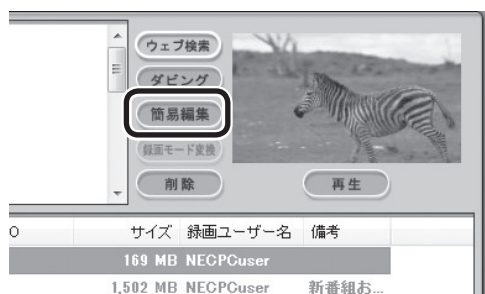 ウェブ検索
ダビング
簡易編集
録画モード変換
削除
再生
O サイズ 録画ユーザー名 備考
169 MB NECPCuser
1,502 MB NECPCuser 新番組お...